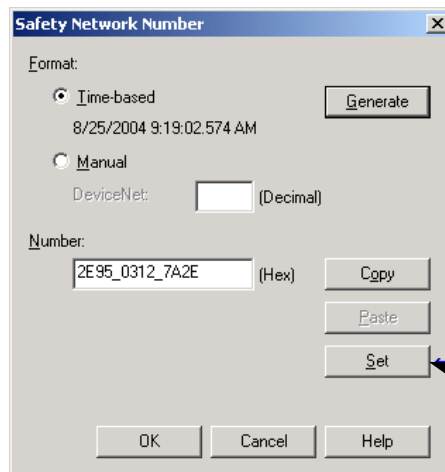 Safety Network Number
Format:
Time-based
Generate
8/25/2004 9:19:02.574 AM
Manual
DeviceNet:
(Decimal)
Number:
2E95_0312_7A2E
(Hex)
Copy
Paste
Set
OK
Cancel
Help